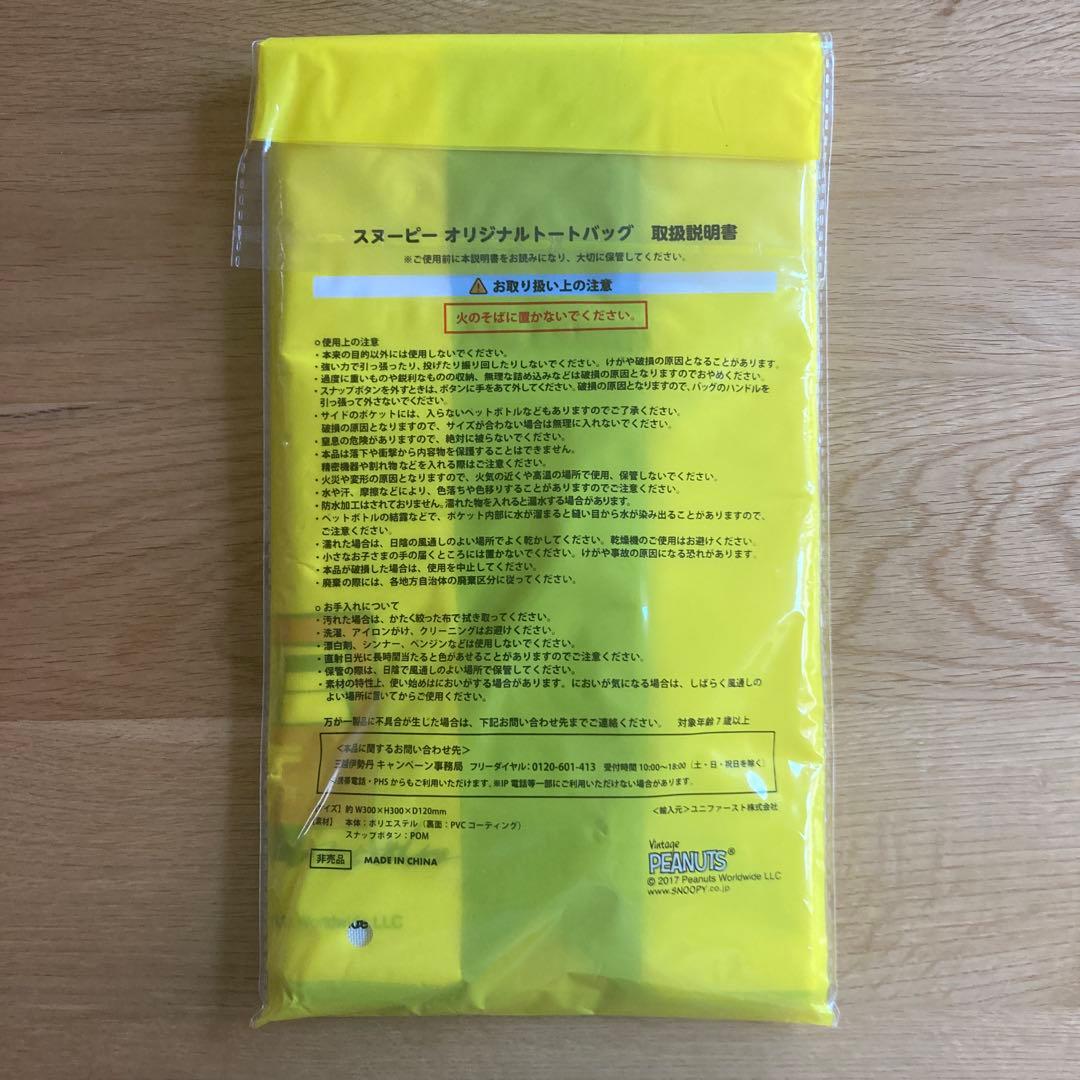 スヌーピー オリジナルトートバッグ 取扱説明書
※ご使用前に本説明書をお読みになり、大切に保管してください。
お取り扱い上の注意
火のそばに置かないでください。
○使用上の注意
・本来の目的以外には使用しないでください。
・強い力で引っ張ったり、投げたり振り回したりしないでください。けがや破損の原因となることがあります。
・過度に重いものや鋭利なものの収納、無理な詰め込みなどは破損の原因となりますのでおやめください。
・スナップボタンを外すときは、ボタンに手をあて外してください。破損の原因となりますので、バッグのハンドルを
引っ張って外さないでください。
・サイドのポケットには、入らないペットボトルなどもありますのでご了承ください。
破損の原因となりますので、サイズが合わない場合は無理に入れないでください。
・窒息の危険がありますので、絶対に被らないでください。
・本品は落下や衝撃から内容物を保護することはできません。
精密機器や割れ物などを入れる際はご注意ください。
・火災や変形の原因となりますので、火気の近くや高温の場所で使用、保管しないでください。
・水や汗、摩擦などにより、色落ちや色移りすることがありますのでご注意ください。
・防水加工はされておりません。濡れた物を入れると漏水する場合があります。
・ペットボトルの結露などで、ポケット内部に水が溜まると縫い目から水が染み出ることがありますので、
ご注意ください。
・濡れた場合は、日陰の風通しのよい場所でよく乾かしてください。乾燥機のご使用はお避けください。
・小さなお子さまの手の届くところには置かないでください。けがや事故の原因になる恐れがあります。
・本品が破損した場合は、使用を中止してください。
・廃棄の際には、各地方自治体の廃棄区分に従ってください。
○お手入れについて
・汚れた場合は、かたく絞った布で拭き取ってください。
・洗濯、アイロンがけ、クリーニングはお避けください。
・漂白剤、シンナー、ベンジンなどは使用しないでください。
・直射日光に長時間当たると色があせることがありますのでご注意ください。
・保管の際は、日陰で風通しのよい場所で保管してください。
・素材の特性上、使い始めはにおいがする場合があります。においが気になる場合は、しばらく風通しの
よい場所に置いてからご使用ください。
万が一製品に不具合が生じた場合は、下記お問い合わせ先までご連絡ください。 対象年齢7歳以上
＜本品に関するお問い合わせ先＞
三越伊勢丹 キャンペーン事務局 フリーダイヤル：0120-601-413 受付時間 10:00～18:00（土・日・祝日を除く）
携帯電話・PHSからもご利用いただけます。※IP電話等一部にご利用いただけない場合があります。
イズ］約 W300×H300×D120mm ＜輸入元＞ユニファースト株式会社
素材］ 本体：ポリエステル（裏面：PVCコーティング）
スナップボタン：POM
非売品 MADE IN CHINA
Vintage
PEANUTS®
© 2017 Peanuts Worldwide LLC
www.SNOOPY.co.jp
LLC